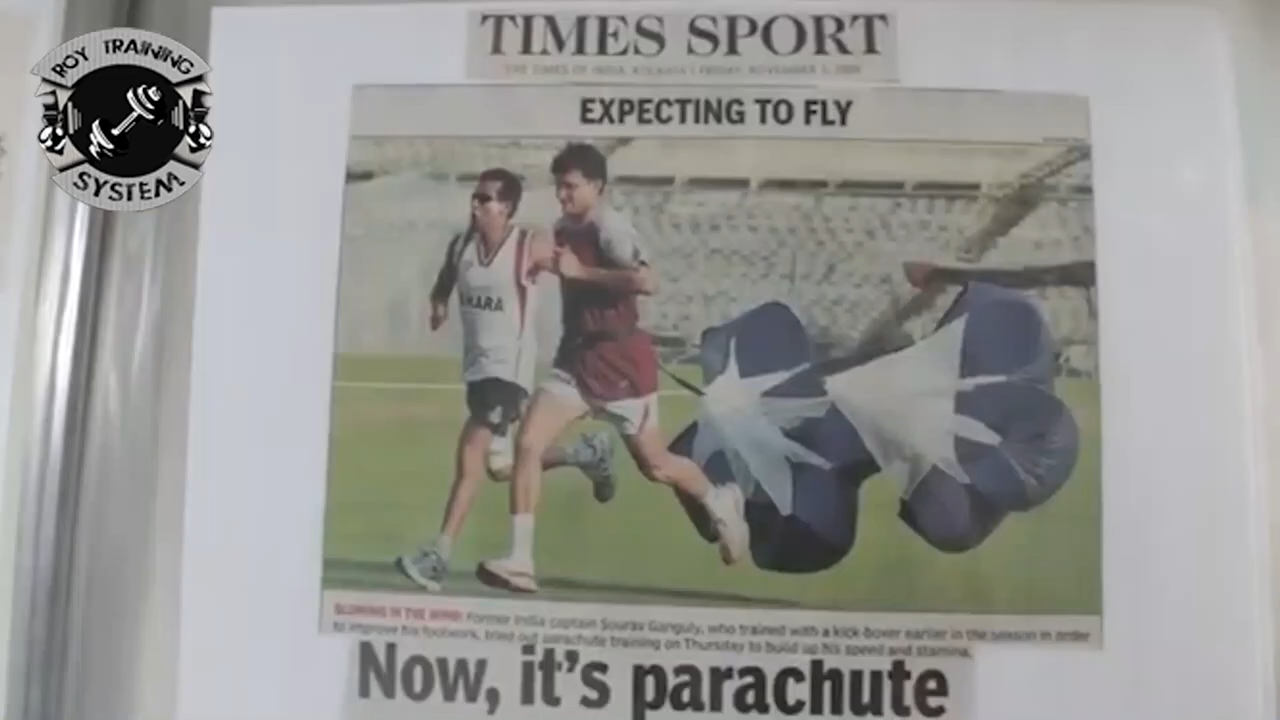 ROY TRAINING
SYSTEM
TIMES SPORT
THE TIMES OF INDIA, KOLKATA | FRIDAY, NOVEMBER
EXPECTING TO FLY
AHARA
IN THE WIND: Former India captain Sourav Ganguly, who trained with a kick-boxer earlier in the season in order
to improve his footwork, tried out parachute training on Thursday to build up his speed and stamina.
Now, it's parachute